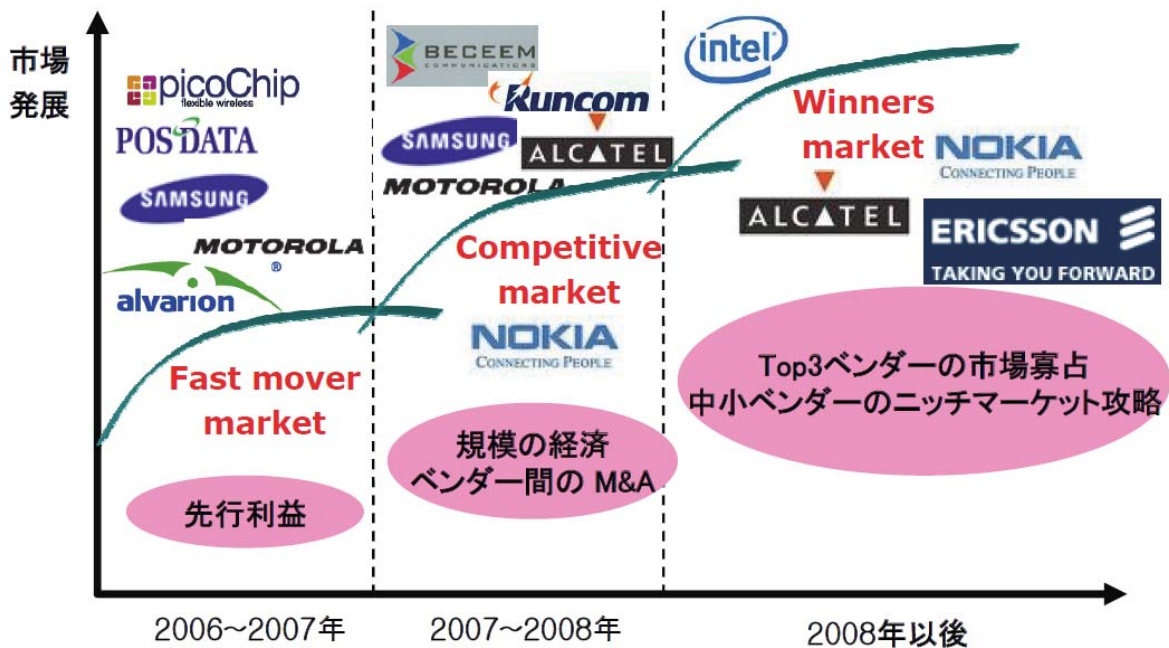 市場
発展
picoChip
flexible wireless
POSDATA
SAMSUNG
MOTOROLA
®
alvarion
Fast mover
market
先行利益
2006～2007年
BECEEM
COMMUNICATIONS
Runcom
SAMSUNG
ALCATEL
MOTOROLA
Competitive
market
NOKIA
CONNECTING PEOPLE
規模の経済
ベンダー間の M&A
2007～2008年
intel
Winners
market
NOKIA
CONNECTING PEOPLE
ALCATEL
ERICSSON
TAKING YOU FORWARD
Top3ベンダーの市場寡占
中小ベンダーのニッチマーケット攻略
2008年以後